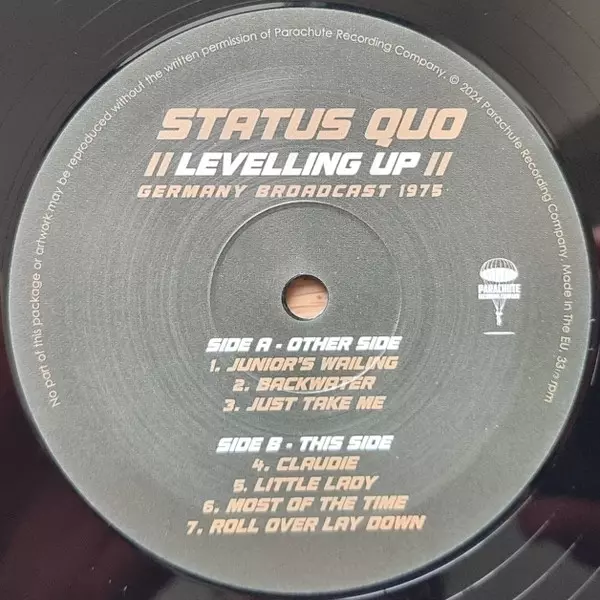 No part of this package or artwork may be reproduced without the written permission of Parachute Recording Company. © 2024 Parachute Recording Company. Made In The EU. 33⅓ rpm
STATUS QUO
// LEVELLING UP //
GERMANY BROADCAST 1975
PARACHUTE
RECORDING COMPANY
SIDE A - OTHER SIDE
1. JUNIOR'S WAILING
2. BACKWATER
3. JUST TAKE ME
SIDE B - THIS SIDE
4. CLAUDIE
5. LITTLE LADY
6. MOST OF THE TIME
7. ROLL OVER LAY DOWN